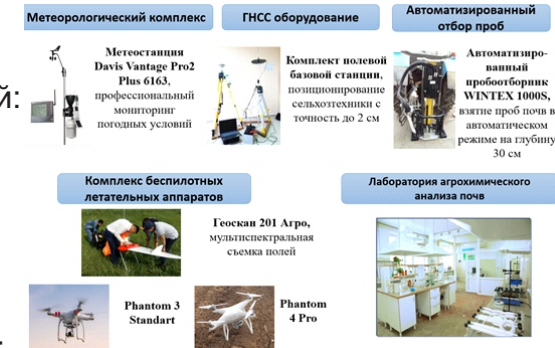 Метеорологический комплекс
Метеостанция
Davis Vantage Pro2
Plus 6163,
профессиональный
мониторинг
погодных условий
ГНСС оборудование
Комплект полевой
базовой станции,
позиционирование
сельхозтехники с
точность до 2 см
Автоматизированный
отбор проб
Автоматизиро-
ванный
пробоотборник
WINTEX 1000S,
взятие проб почв в
автоматическом
режиме на глубину
30 см
й:
Комплекс беспилотных
летательных аппаратов
Геоскан 201 Агро,
мультиспектральная
съемка полей
Phantom 3
Standart
Phantom
4 Pro
Лаборатория агрохимического
анализа почв